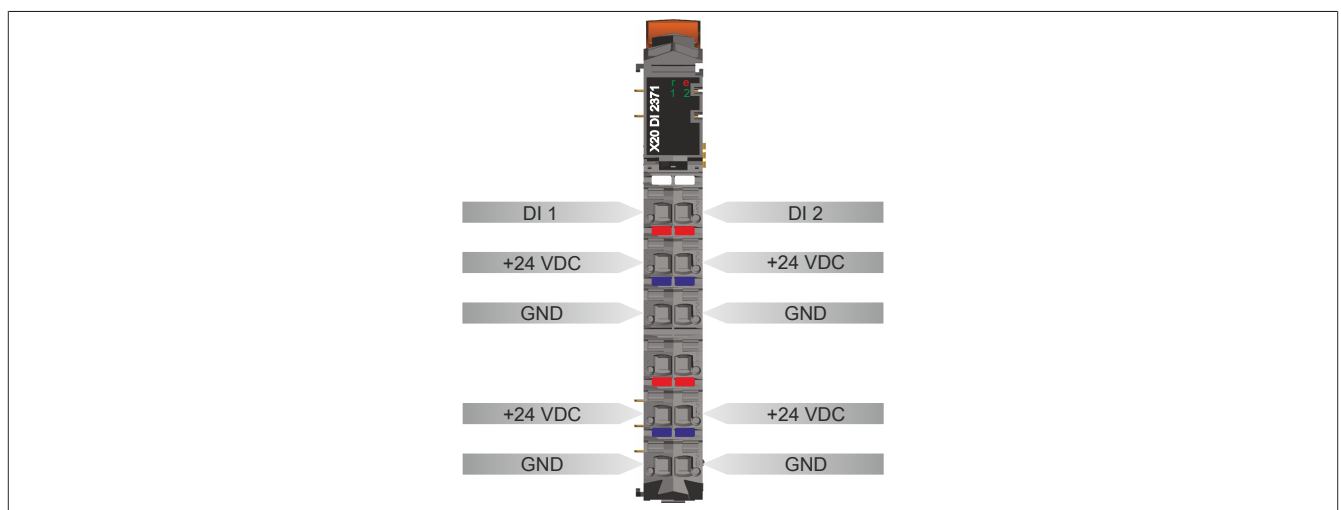 X20 DI 2371
r e
1 2
DI 1 DI 2
+24 VDC +24 VDC
GND GND
+24 VDC +24 VDC
GND GND